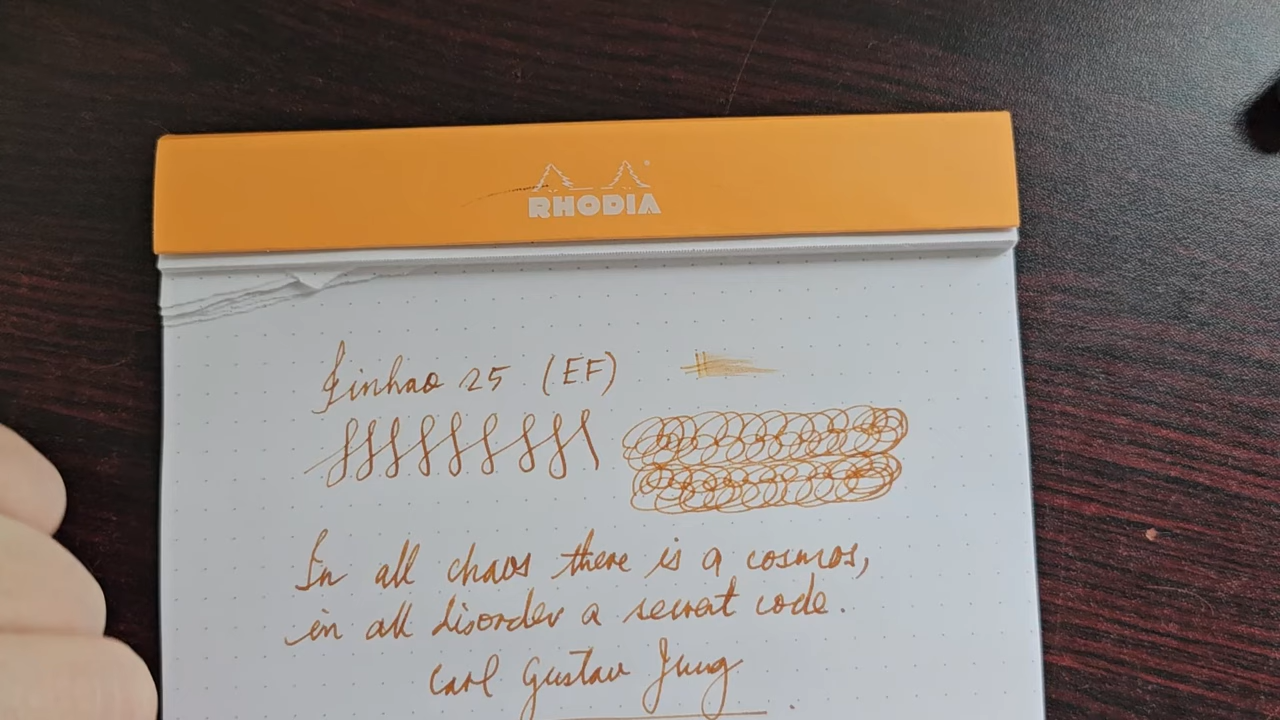 RHODIA
Jinhao 25 (EF)
In all chaos there is a cosmos,
in all disorder a secret code.
Carl Gustav Jung